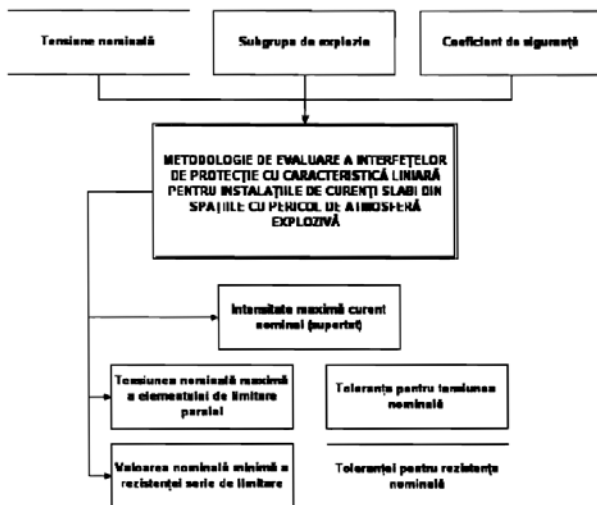 Tensiune nominală
Subgrupa de explozie
Coeficient de siguranță
METODOLOGIE DE EVALUARE A INTERFEȚELOR
DE PROTECȚIE CU CARACTERISTICĂ LINIARĂ
PENTRU INSTALAȚIILE DE CURENȚI SLABI DIN
SPAȚIILE CU PERICOL DE ATMOSFERĂ
EXPLOZIVĂ
Intensitate maximă curent
nominal (suportat)
Tensiunea nominală maximă
a elementului de limitare
paralel
Toleranța pentru tensiunea
nominală
Valoarea nominală minimă a
rezistenței serie de limitare
Toleranței pentru rezistența
nominală